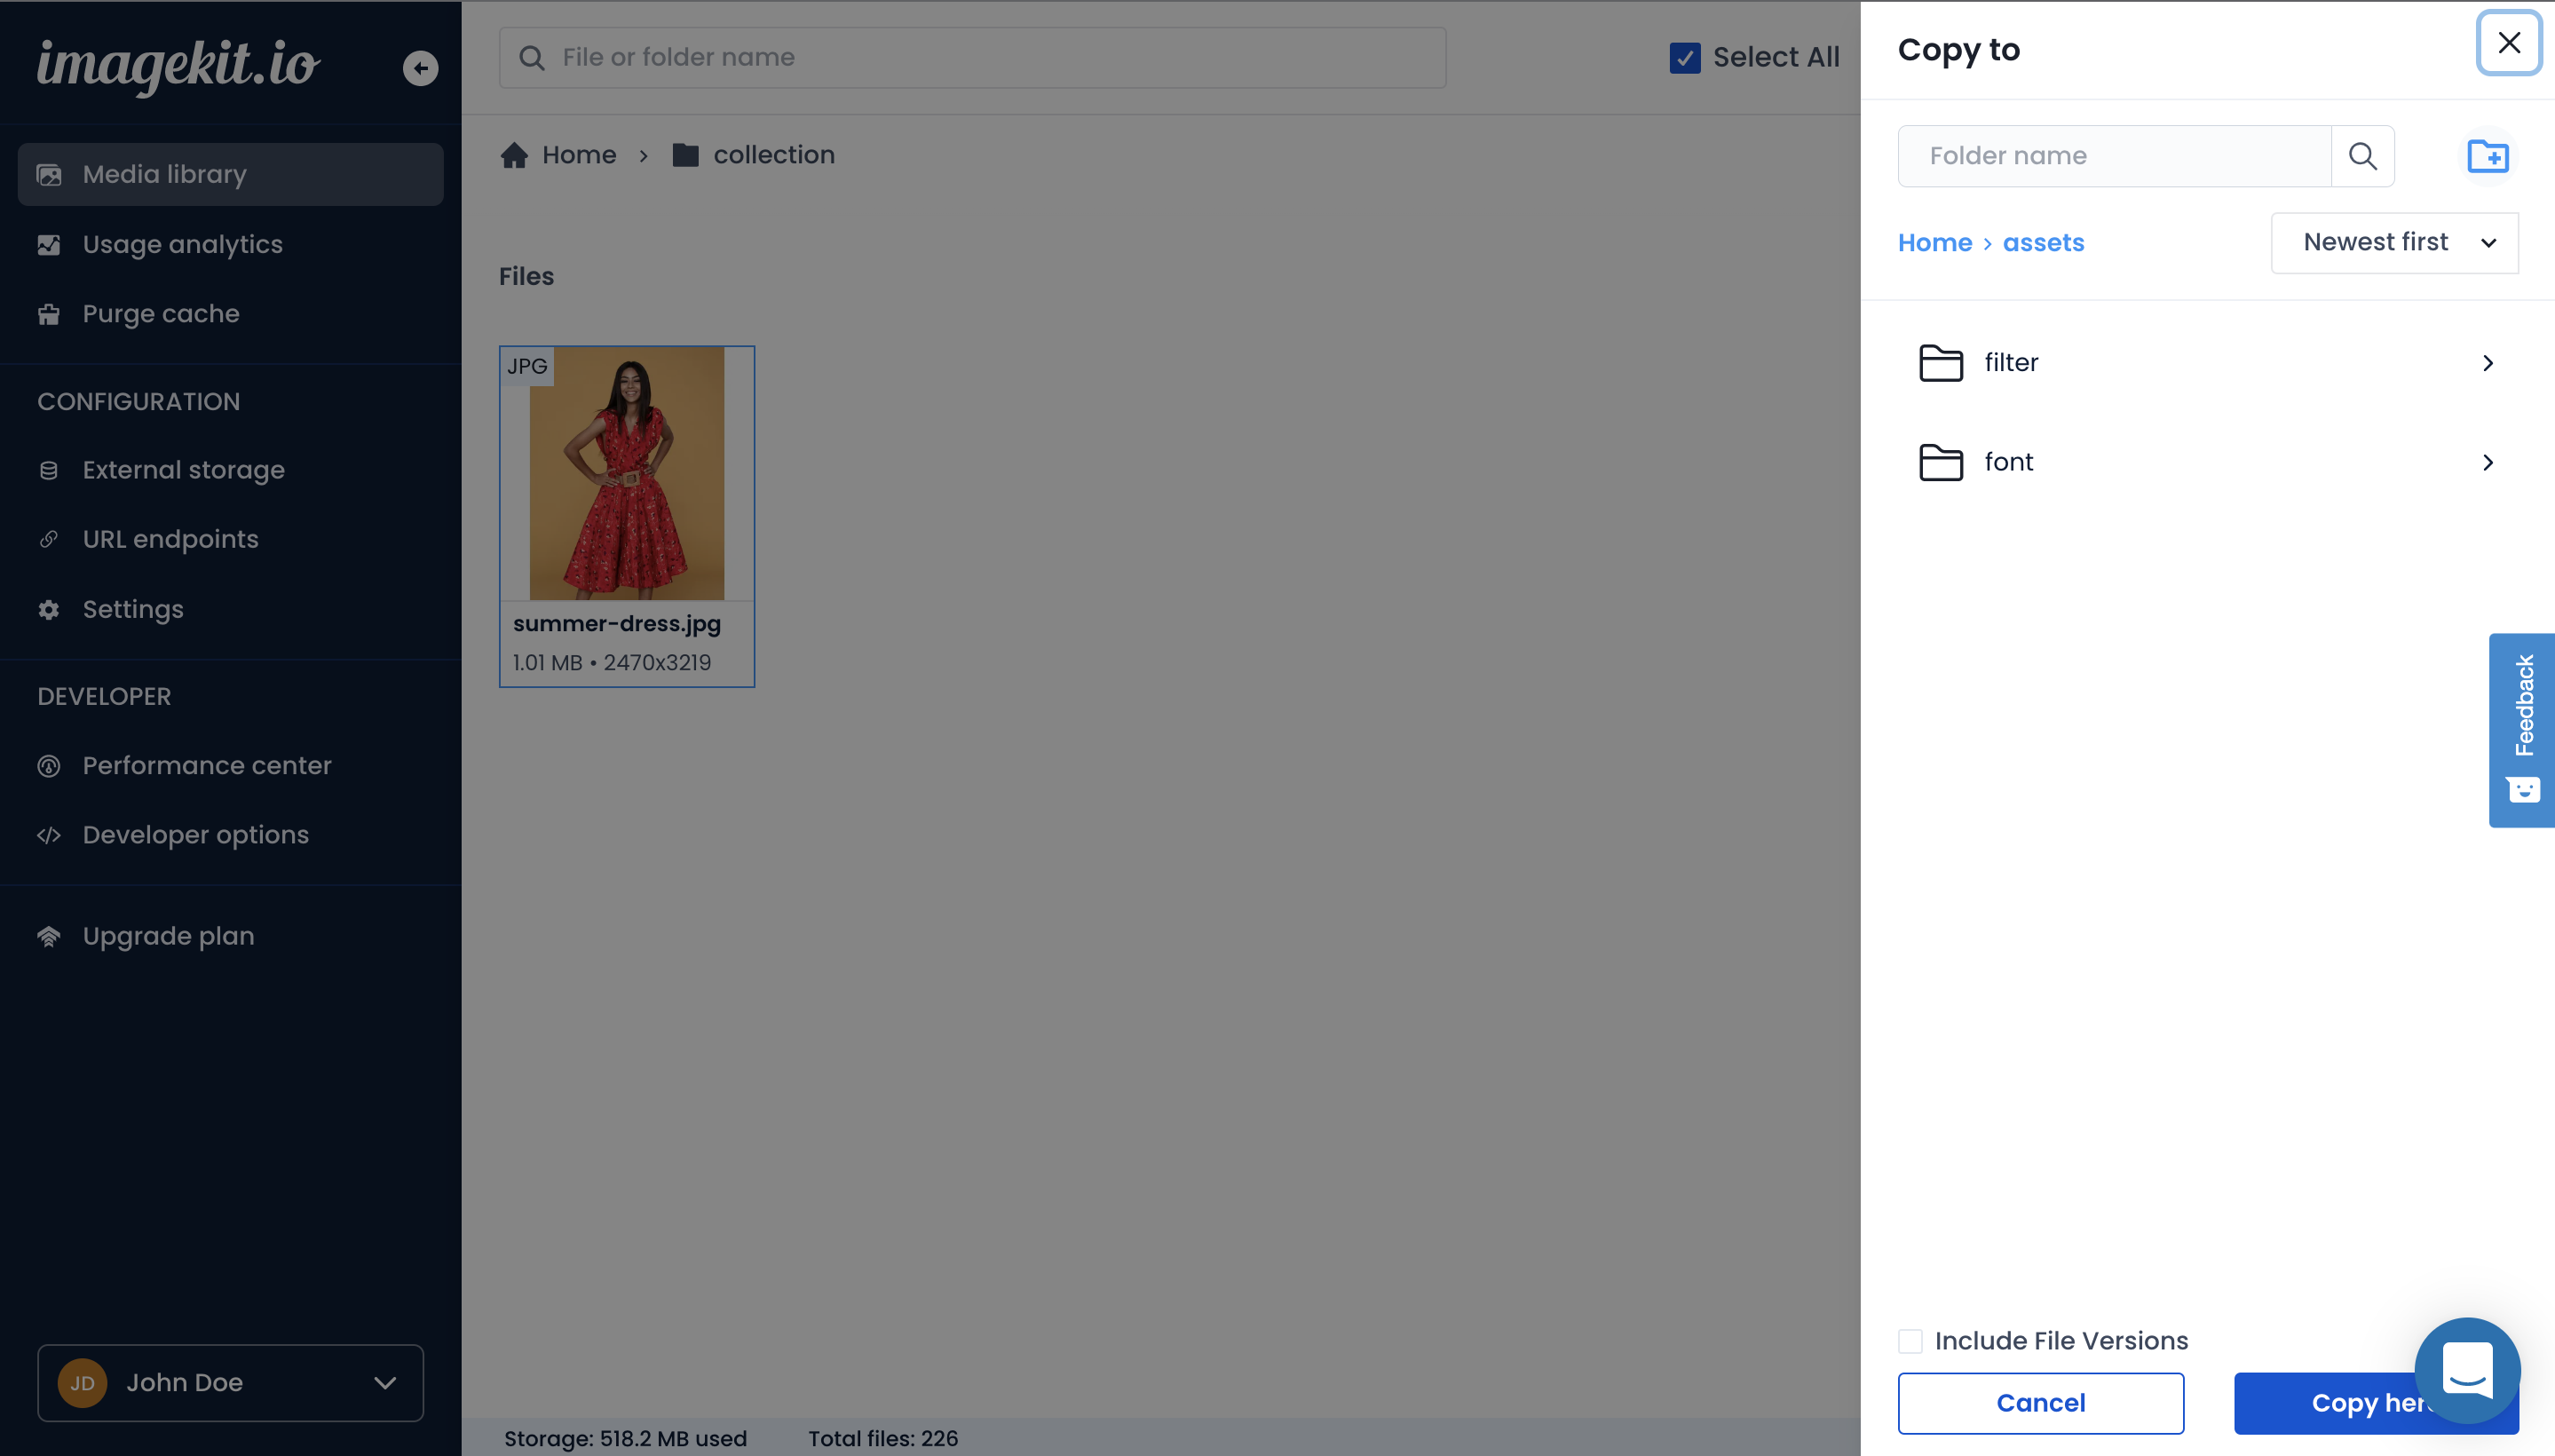 imagekit.io
Media library
Usage analytics
Purge cache
CONFIGURATION
External storage
URL endpoints
Settings
DEVELOPER
Performance center
Developer options
Upgrade plan
JD John Doe
File or folder name
Select All
Home > collection
Files
JPG
summer-dress.jpg
1.01 MB • 2470x3219
Storage: 518.2 MB used Total files: 226
Copy to
Folder name
Home > assets
Newest first
filter
font
Feedback
Include File Versions
Cancel
Copy here